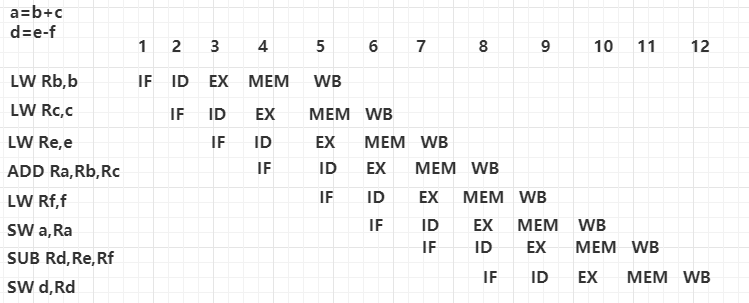 a=b+c
d=e-f
1 2 3 4 5 6 7 8 9 10 11 12
LW Rb,b IF ID EX MEM WB
LW Rc,c IF ID EX MEM WB
LW Re,e IF ID EX MEM WB
ADD Ra,Rb,Rc IF ID EX MEM WB
LW Rf,f IF ID EX MEM WB
SW a,Ra IF ID EX MEM WB
SUB Rd,Re,Rf IF ID EX MEM WB
SW d,Rd IF ID EX MEM WB